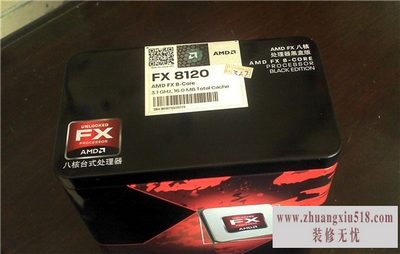 AMD
FX 8120
AMD FX 8-Core
3.1 GHz, 16.0 MB Total Cache
AMD FX 八核
处理器黑盒版
AMD FX 8-CORE
PROCESSOR
BLACK EDITION
UNLOCKED
FX
PROCESSOR
AMD
八核台式处理器
FX
www.zhuangxiu518.com
装修无忧